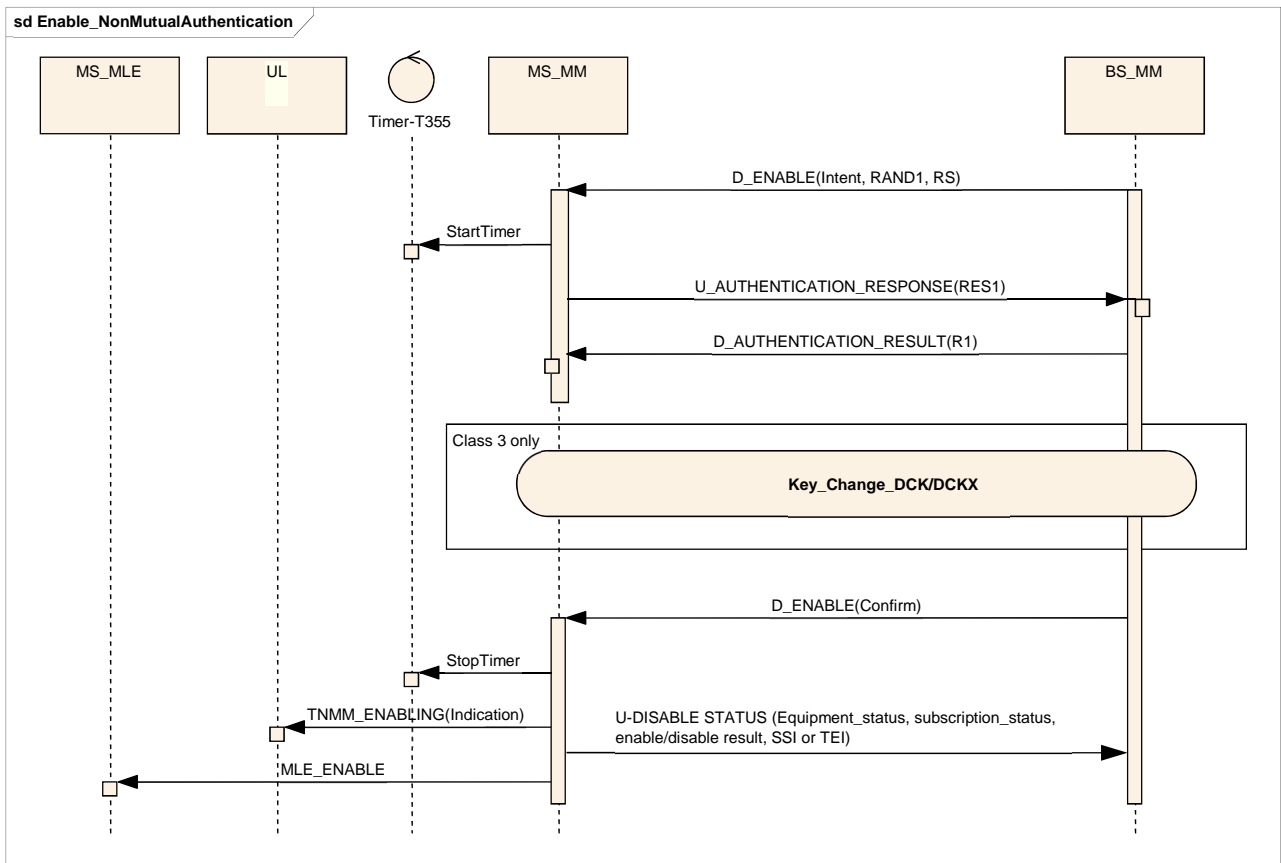 sd Enable_NonMutualAuthentication
MS_MLE
UL
Timer-T355
MS_MM
BS_MM
D_ENABLE(Intent, RAND1, RS)
StartTimer
U_AUTHENTICATION_RESPONSE(RES1)
D_AUTHENTICATION_RESULT(R1)
Class 3 only
Key_Change_DCK/DCKX
D_ENABLE(Confirm)
StopTimer
TNMM_ENABLING(Indication)
U-DISABLE STATUS (Equipment_status, subscription_status,
enable/disable result, SSI or TEI)
MLE_ENABLE